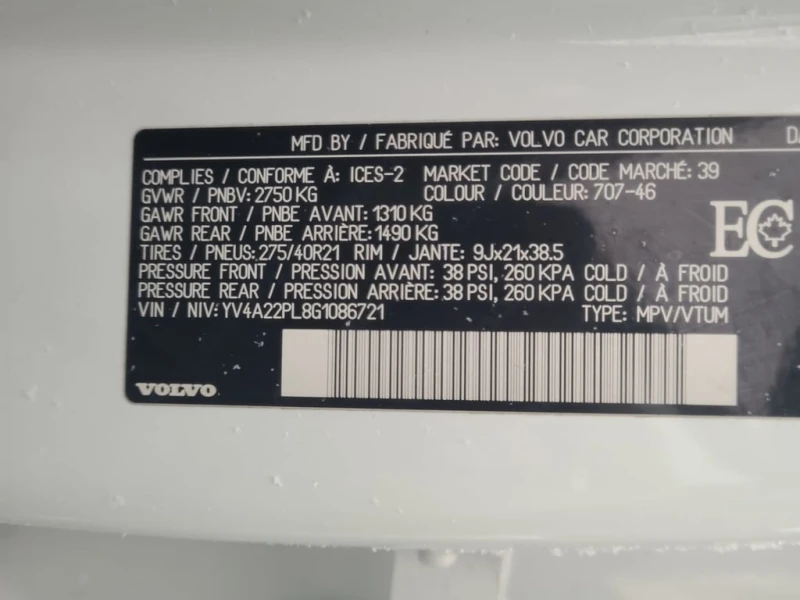 MFD BY / FABRIQUÉ PAR: VOLVO CAR CORPORATION
COMPLIES / CONFORME À: ICES-2 MARKET CODE / CODE MARCHÉ: 39
GVWR / PNBV: 2750 KG COLOUR / COULEUR: 707-46
GAWR FRONT / PNBE AVANT: 1310 KG
GAWR REAR / PNBE ARRIÈRE: 1490 KG
EC
TIRES / PNEUS: 275/40R21 RIM / JANTE: 9Jx21x38.5
PRESSURE FRONT / PRESSION AVANT: 38 PSI, 260 KPA COLD / À FROID
PRESSURE REAR / PRESSION ARRIÈRE: 38 PSI, 260 KPA COLD / À FROID
VIN / NIV: YV4A22PL8G1086721 TYPE: MPV/VTUM
VOLVO